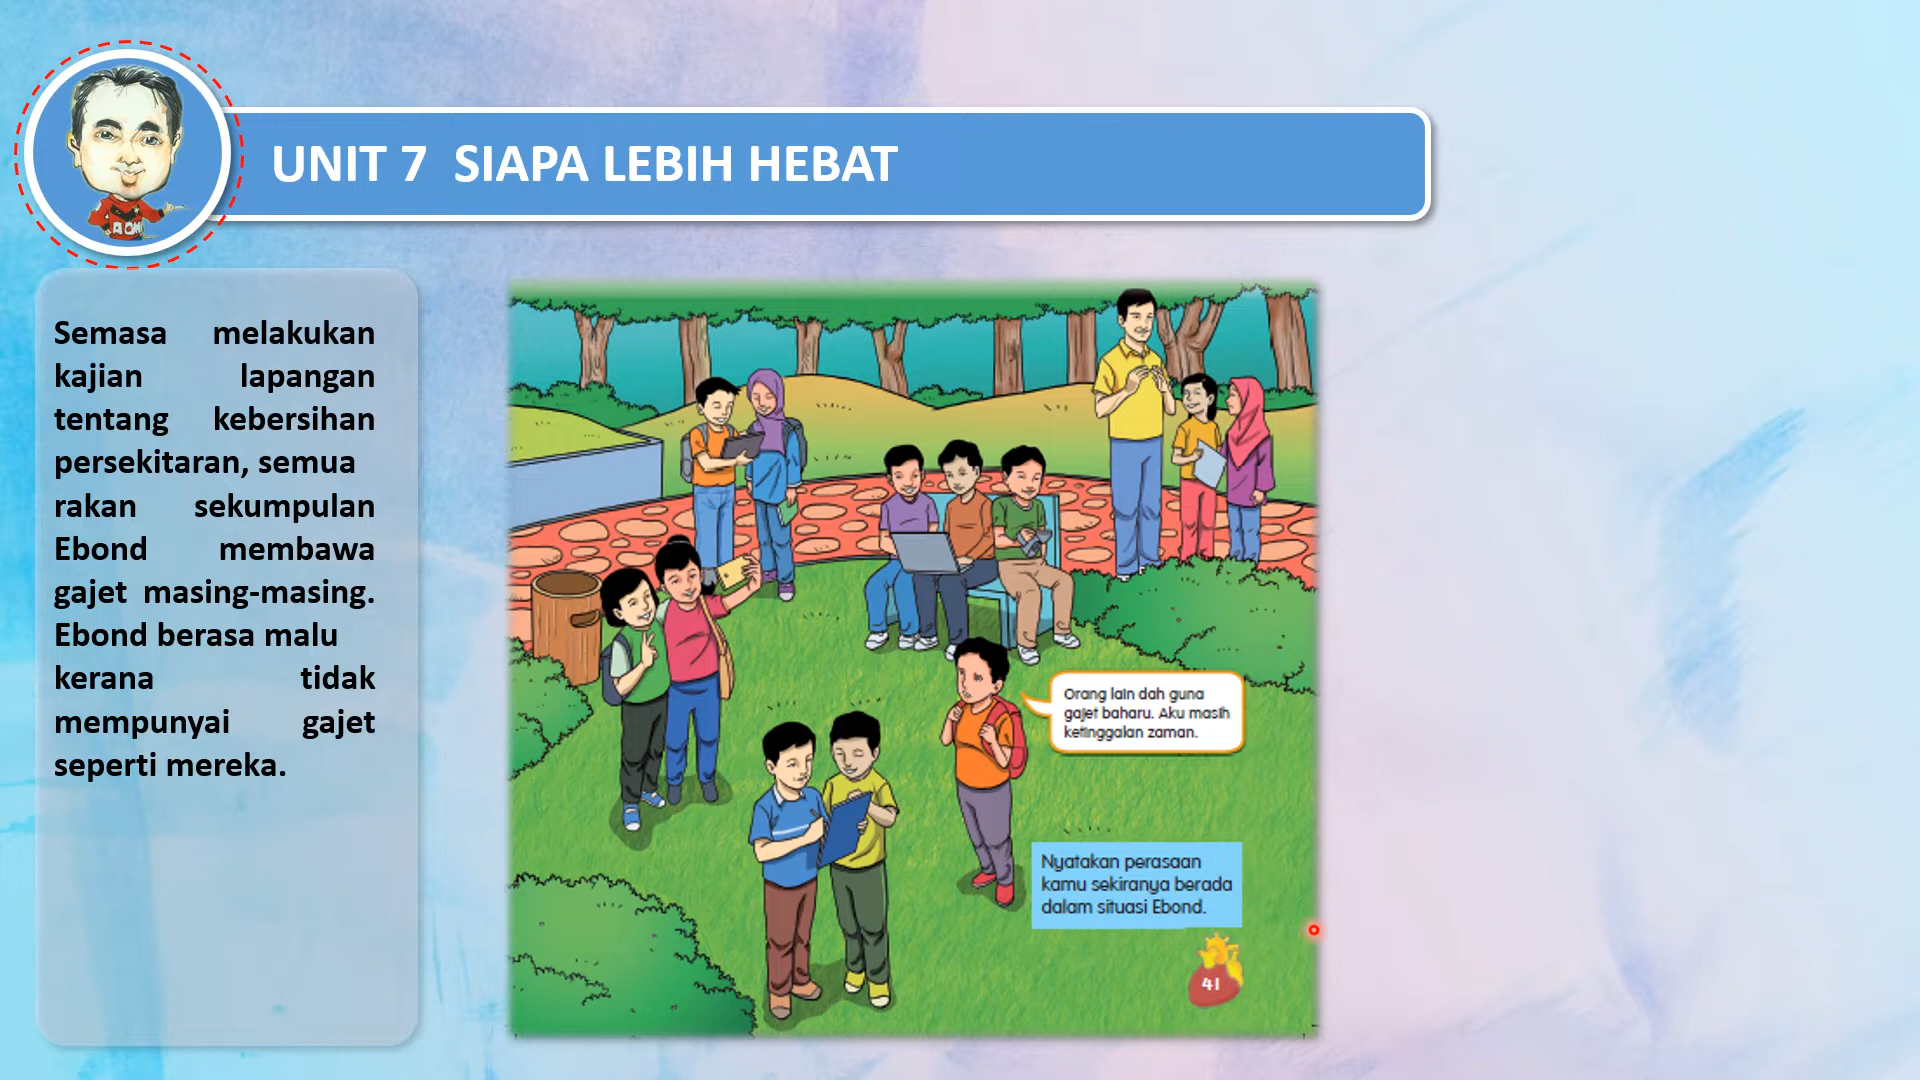 UNIT 7 SIAPA LEBIH HEBAT
Semasa melakukan
kajian lapangan
tentang kebersihan
persekitaran, semua
rakan sekumpulan
Ebond membawa
gajet masing-masing.
Ebond berasa malu
kerana tidak
mempunyai gajet
seperti mereka.
Orang lain dah guna
gajet baharu. Aku masih
ketinggalan zaman.
Nyatakan perasaan
kamu sekiranya berada
dalam situasi Ebond.
41